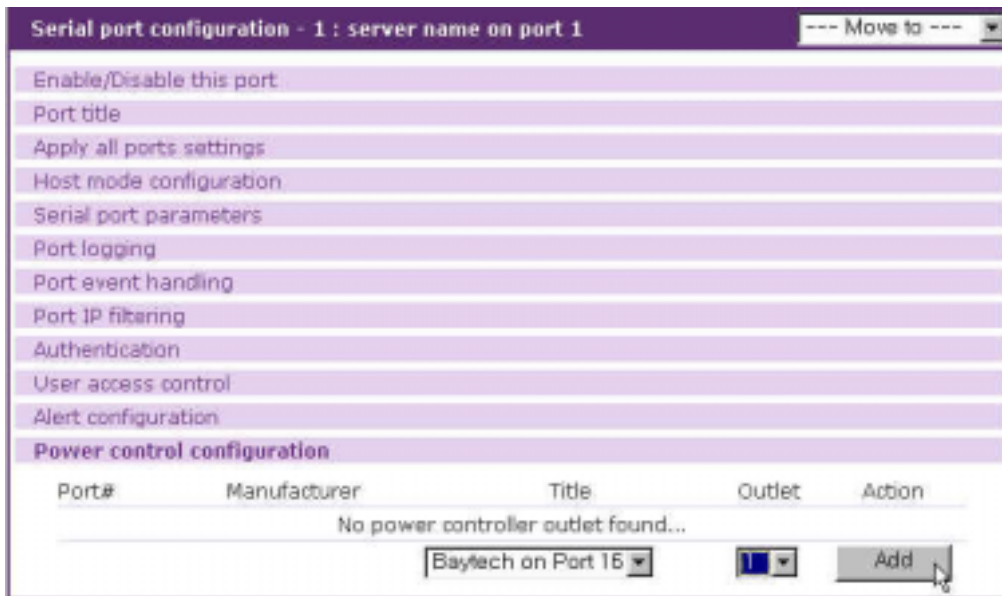 Serial port configuration - 1 : server name on port 1
--- Move to ---
Enable/Disable this port
Port title
Apply all ports settings
Host mode configuration
Serial port parameters
Port logging
Port event handling
Port IP filtering
Authentication
User access control
Alert configuration
Power control configuration
Port# Manufacturer Title Outlet Action
No power controller outlet found...
Baytech on Port 16 1 Add